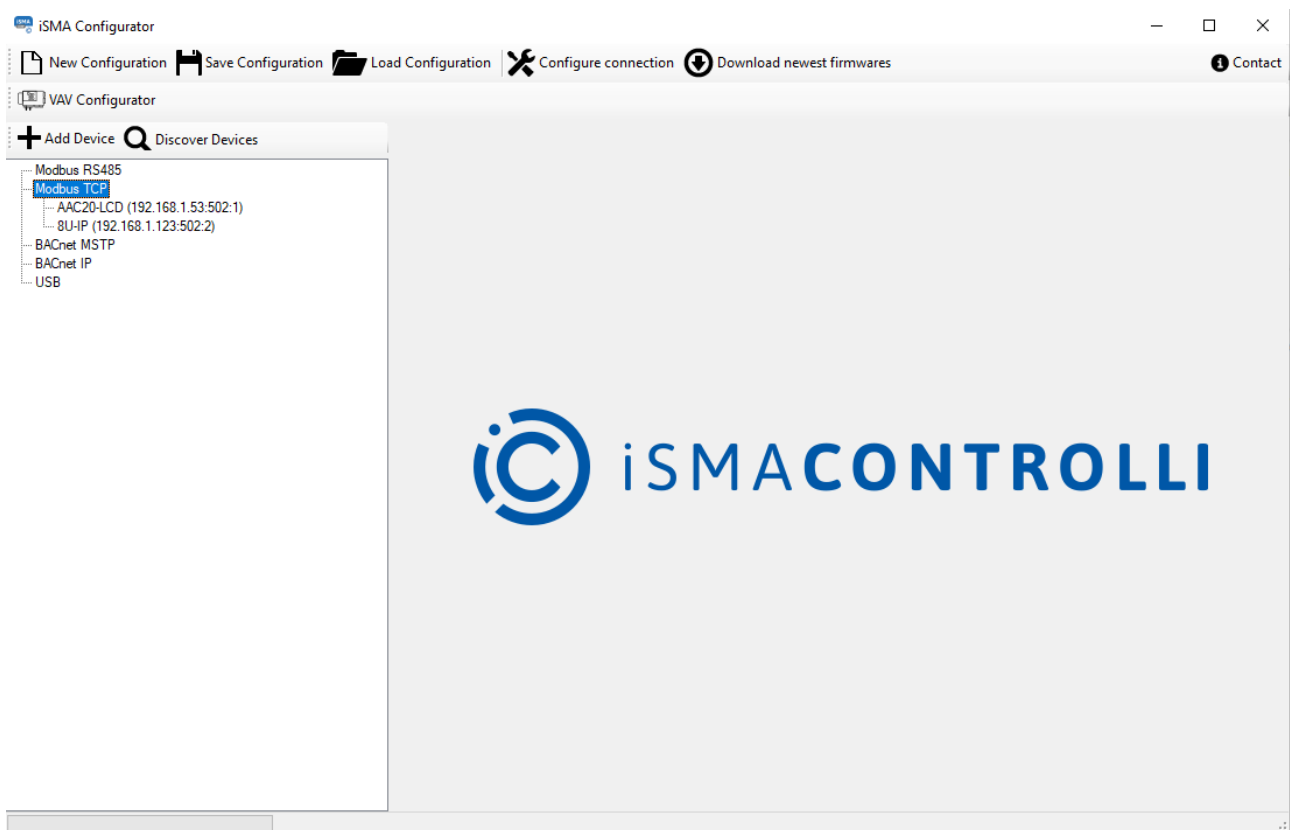 iSMA Configurator
New Configuration Save Configuration Load Configuration Configure connection Download newest firmwares Contact
VAV Configurator
Add Device Discover Devices
Modbus RS485
Modbus TCP
AAC20-LCD (192.168.1.53:502:1)
8U-IP (192.168.1.123:502:2)
BACnet MSTP
BACnet IP
USB
iSMACONTROLLI